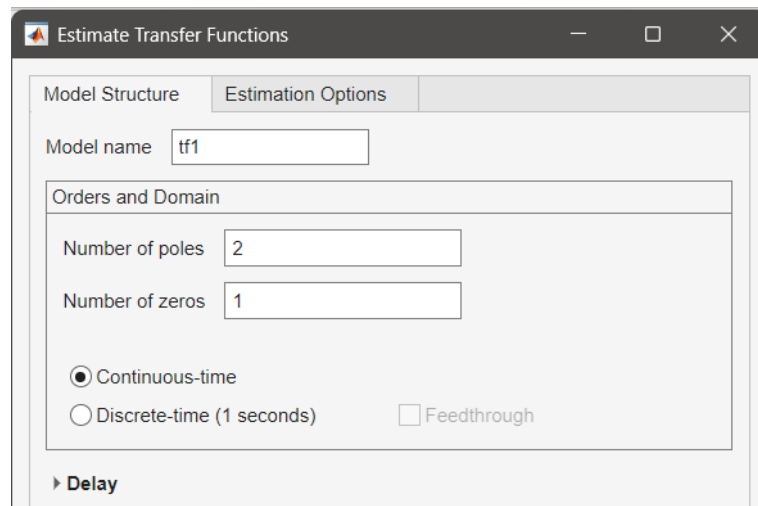 Estimate Transfer Functions
Model Structure Estimation Options
Model name tf1
Orders and Domain
Number of poles 2
Number of zeros 1
Continuous-time
Discrete-time (1 seconds) Feedthrough
Delay